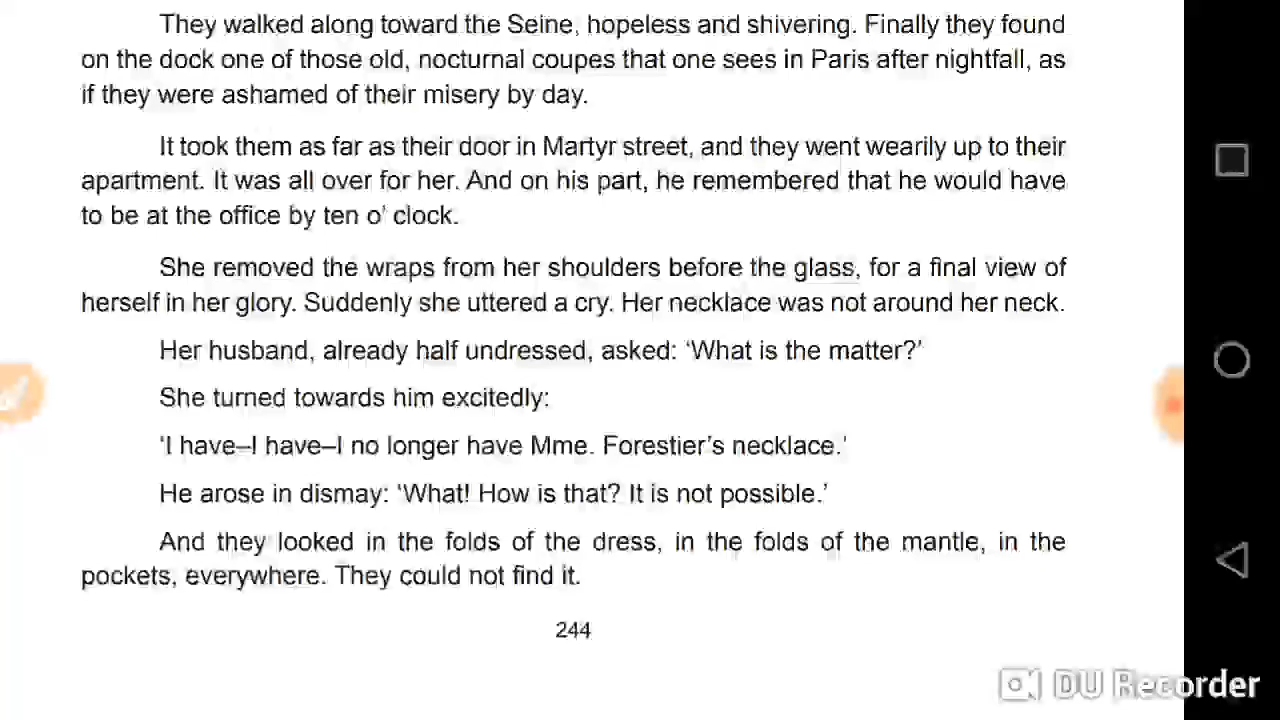 They walked along toward the Seine, hopeless and shivering. Finally they found
on the dock one of those old, nocturnal coupes that one sees in Paris after nightfall, as
if they were ashamed of their misery by day.
It took them as far as their door in Martyr street, and they went wearily up to their
apartment. It was all over for her. And on his part, he remembered that he would have
to be at the office by ten o’ clock.
She removed the wraps from her shoulders before the glass, for a final view of
herself in her glory. Suddenly she uttered a cry. Her necklace was not around her neck.
Her husband, already half undressed, asked: ‘What is the matter?’
She turned towards him excitedly:
‘I have–I have–I no longer have Mme. Forestier’s necklace.’
He arose in dismay: ‘What! How is that? It is not possible.’
And they looked in the folds of the dress, in the folds of the mantle, in the
pockets, everywhere. They could not find it.
244
DU Recorder